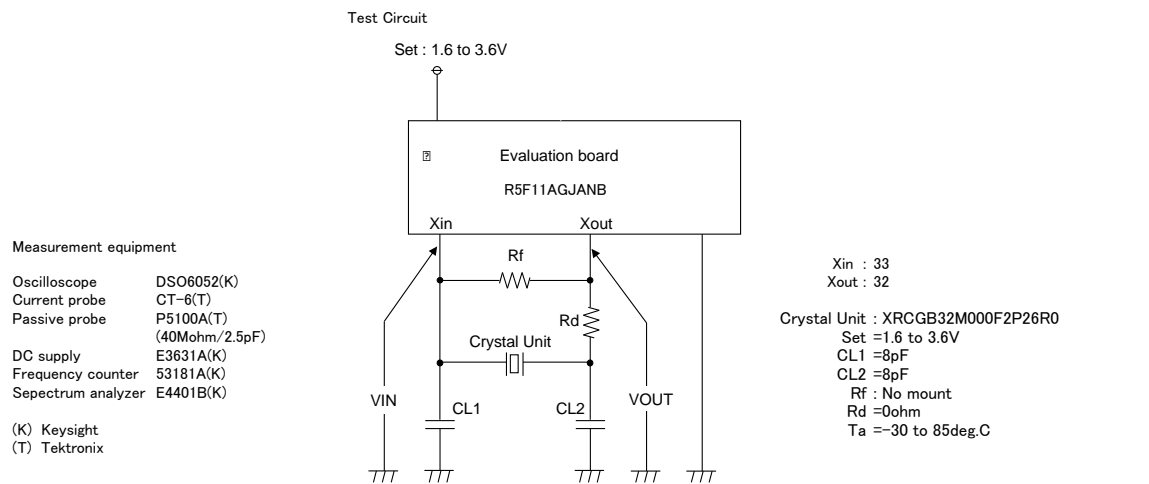 Test Circuit
Set : 1.6 to 3.6V
Evaluation board
R5F11AGJANB
Xin
Xout
Rf
Rd
Crystal Unit
VIN
CL1
CL2
VOUT
Measurement equipment
Oscilloscope DSO6052(K)
Current probe CT-6(T)
Passive probe P5100A(T)
(40Mohm/2.5pF)
DC supply E3631A(K)
Frequency counter 53181A(K)
Sepectrum analyzer E4401B(K)
(K) Keysight
(T) Tektronix
Xin : 33
Xout : 32
Crystal Unit : XRCGB32M000F2P26R0
Set =1.6 to 3.6V
CL1 =8pF
CL2 =8pF
Rf : No mount
Rd =0ohm
Ta =-30 to 85deg.C